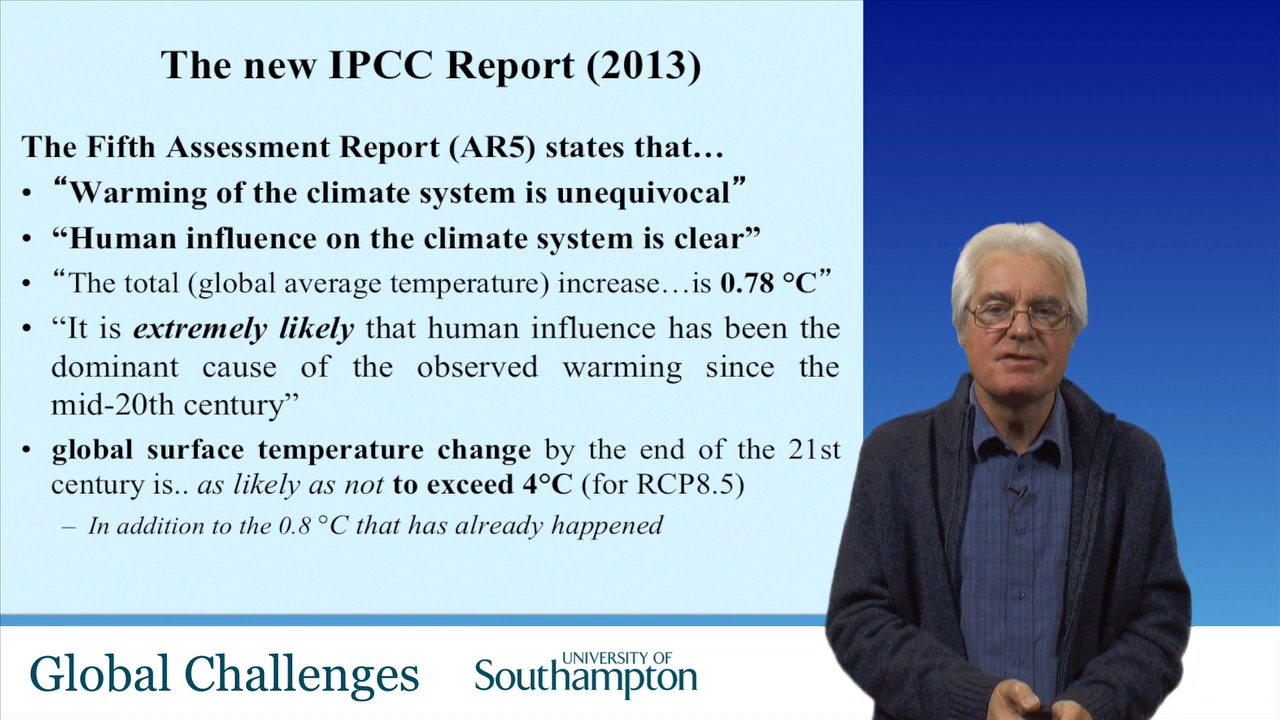 The new IPCC Report (2013)
The Fifth Assessment Report (AR5) states that…
• “Warming of the climate system is unequivocal”
• “Human influence on the climate system is clear”
• “The total (global average temperature) increase…is 0.78 °C”
• “It is extremely likely that human influence has been the
dominant cause of the observed warming since the
mid-20th century”
• global surface temperature change by the end of the 21st
century is.. as likely as not to exceed 4°C (for RCP8.5)
– In addition to the 0.8 °C that has already happened
Global Challenges
UNIVERSITY OF
Southampton